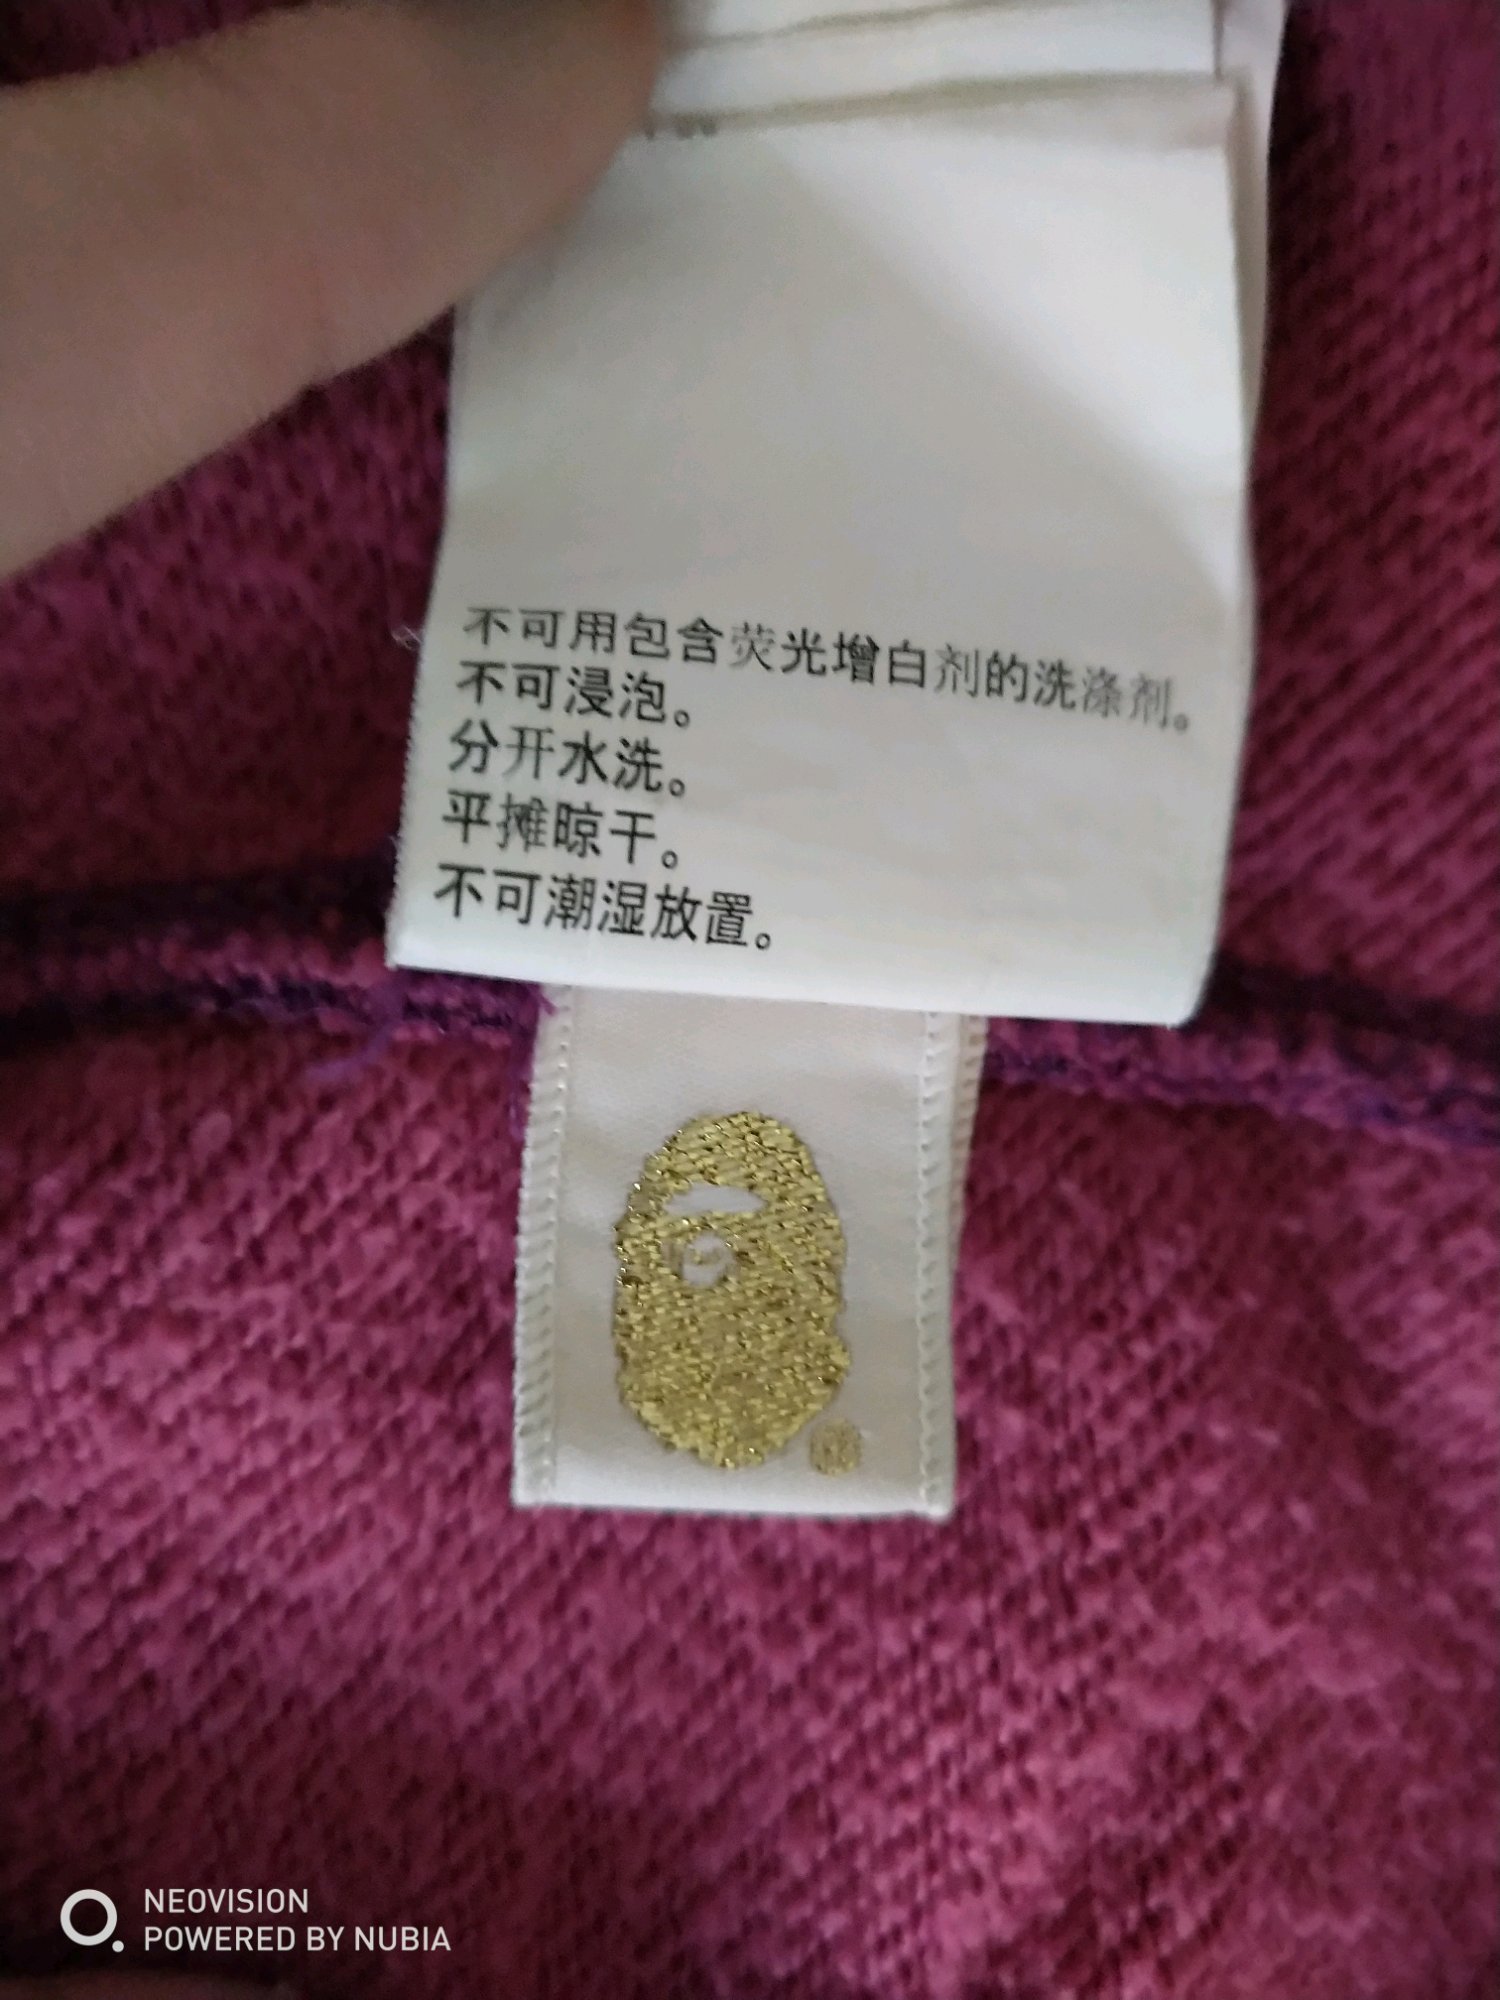 不可用包含荧光增白剂的洗涤剂。
不可浸泡。
分开水洗。
平摊晾干。
不可潮湿放置。
NEOVISION
POWERED BY NUBIA